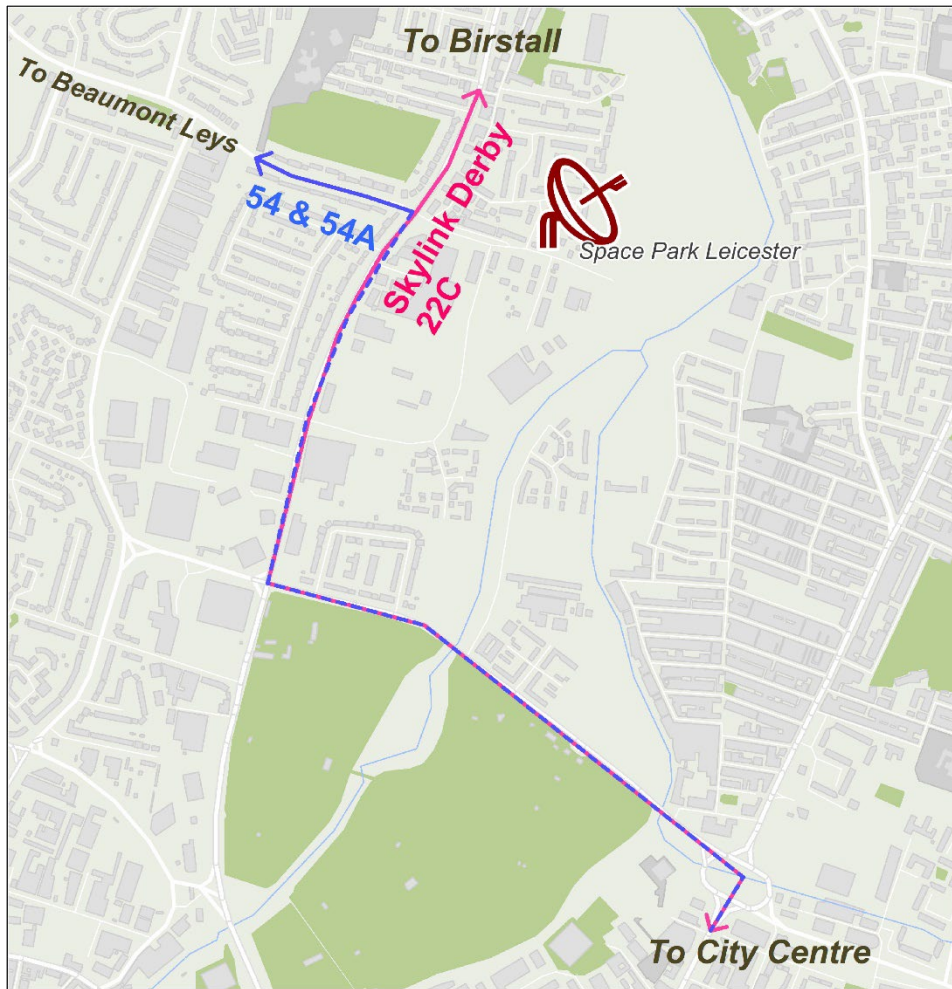 To Birstall
To Beaumont Leys
54 & 54A
Skylink Derby
22C
Space Park Leicester
To City Centre